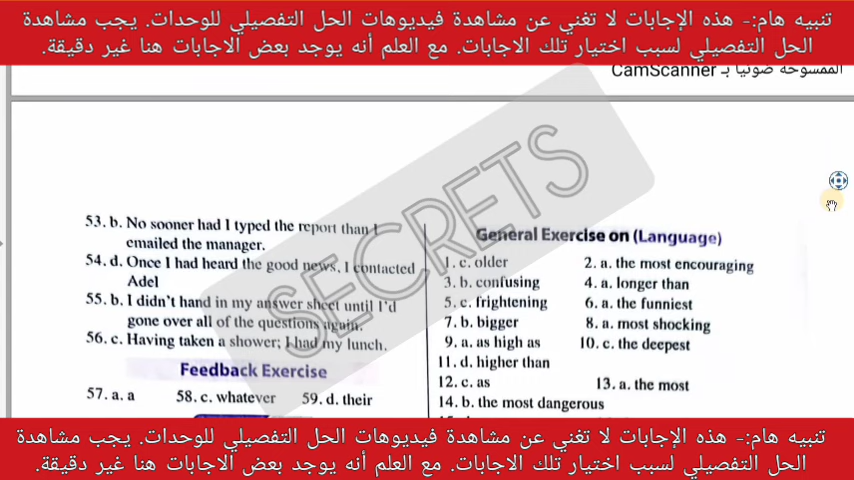 تنبيه هام:- هذه الإجابات لا تغني عن مشاهدة فيديوهات الحل التفصيلي للوحدات. يجب مشاهدة
الحل التفصيلي لسبب اختيار تلك الاجابات. مع العلم أنه يوجد بعض الاجابات هنا غير دقيقة.
الممسوحة ضوئيا بـ CamScanner
SECRETS
53. b. No sooner had I typed the report than I
emailed the manager.
54. d. Once I had heard the good news, I contacted
Adel
55. b. I didn't hand in my answer sheet until I'd
gone over all of the questions again.
56. c. Having taken a shower; I had my lunch.
Feedback Exercise
57. a. a 58. c. whatever 59. d. their
General Exercise on (Language)
1. c. older 2. a. the most encouraging
3. b. confusing 4. a. longer than
5. c. frightening 6. a. the funniest
7. b. bigger 8. a. most shocking
9. a. as high as 10. c. the deepest
11. d. higher than
12. c. as 13. a. the most
14. b. the most dangerous
تنبيه هام:- هذه الإجابات لا تغني عن مشاهدة فيديوهات الحل التفصيلي للوحدات. يجب مشاهدة
الحل التفصيلي لسبب اختيار تلك الاجابات. مع العلم أنه يوجد بعض الاجابات هنا غير دقيقة.